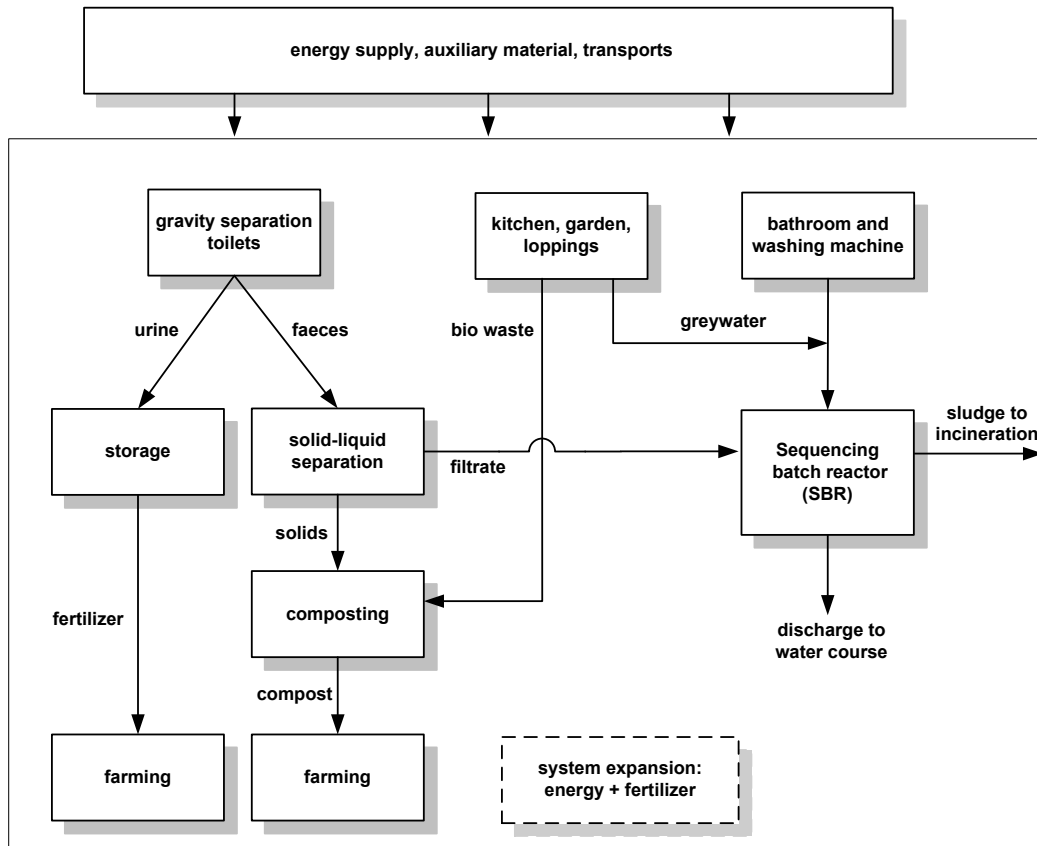 energy supply, auxiliary material, transports
gravity separation
toilets
kitchen, garden,
loppings
bathroom and
washing machine
urine
faeces
bio waste
greywater
storage
solid-liquid
separation
filtrate
Sequencing
batch reactor
(SBR)
sludge to
incineration
solids
composting
fertilizer
discharge to
water course
compost
farming
farming
system expansion:
energy + fertilizer